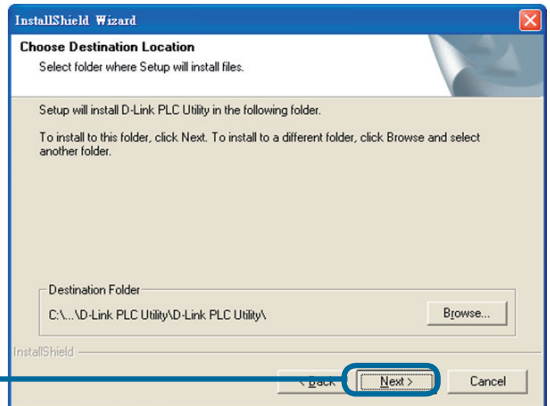 InstallShield Wizard
Choose Destination Location
Select folder where Setup will install files.
Setup will install D-Link PLC Utility in the following folder.
To install to this folder, click Next. To install to a different folder, click Browse and select
another folder.
Destination Folder
C:\...\D-Link PLC Utility\D-Link PLC Utility\
Browse...
InstallShield
< Back
Next >
Cancel